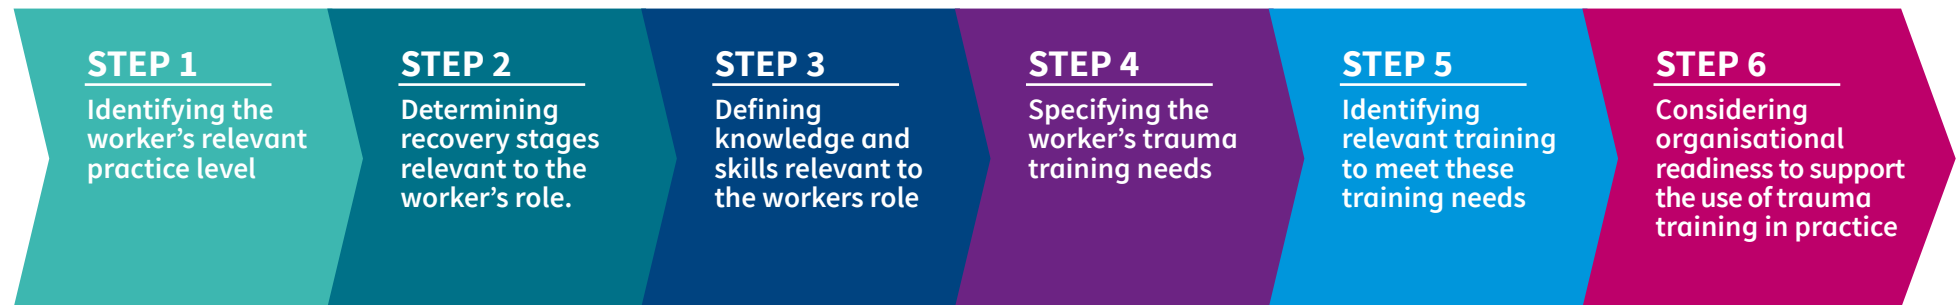 STEP 1
Identifying the
worker's relevant
practice level
STEP 2
Determining
recovery stages
relevant to the
worker's role.
STEP 3
Defining
knowledge and
skills relevant to
the workers role
STEP 4
Specifying the
worker's trauma
training needs
STEP 5
Identifying
relevant training
to meet these
training needs
STEP 6
Considering
organisational
readiness to support
the use of trauma
training in practice